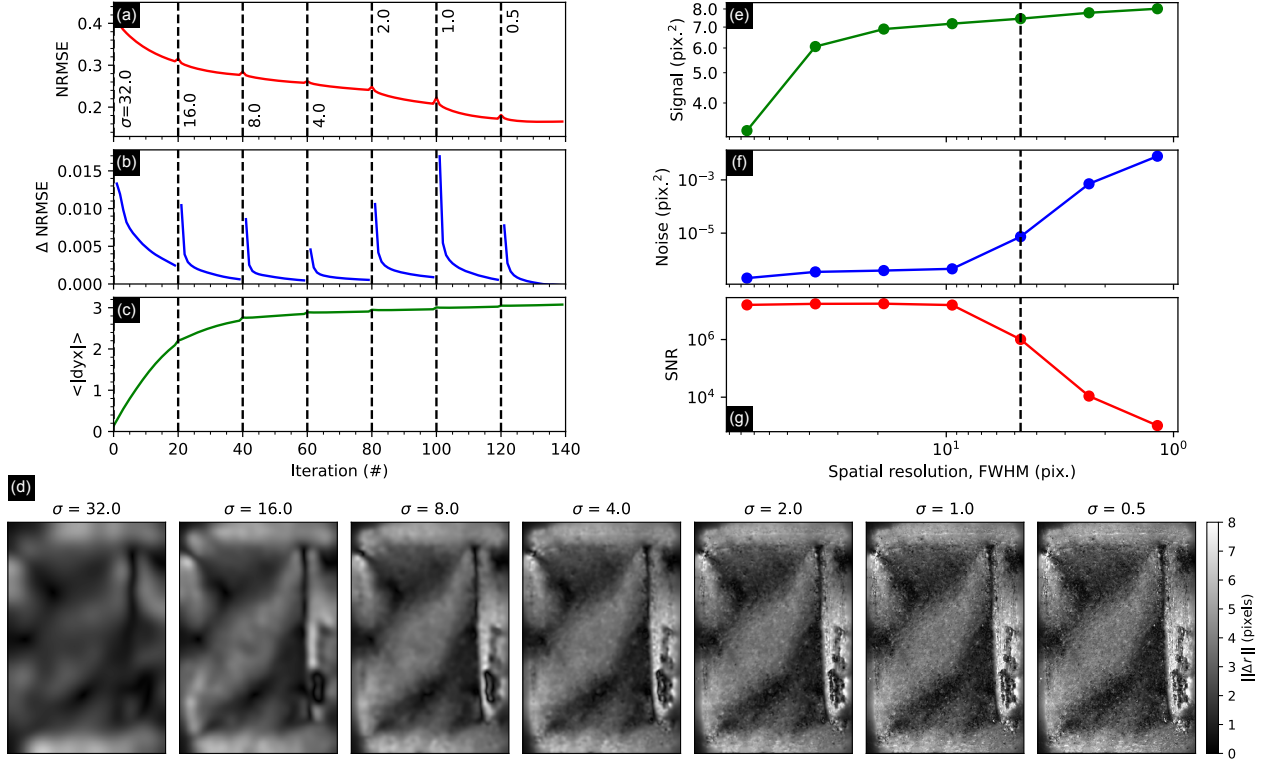 (a)
NRMSE
0.4
0.3
0.2
σ=32.0
16.0
8.0
4.0
2.0
1.0
0.5
(b)
Δ NRMSE
0.015
0.010
0.005
0.000
(c)
<|dyx|>
3
2
1
0
0
20
40
60
80
100
120
140
Iteration (#)
(e)
Signal (pix.²)
8.0
7.0
6.0
5.0
4.0
(f)
Noise (pix.²)
10⁻³
10⁻⁵
(g)
SNR
10⁶
10⁴
10¹
10⁰
Spatial resolution, FWHM (pix.)
(d)
σ = 32.0
σ = 16.0
σ = 8.0
σ = 4.0
σ = 2.0
σ = 1.0
σ = 0.5
8
7
6
5
4
3
2
1
0
||Δr|| (pixels)